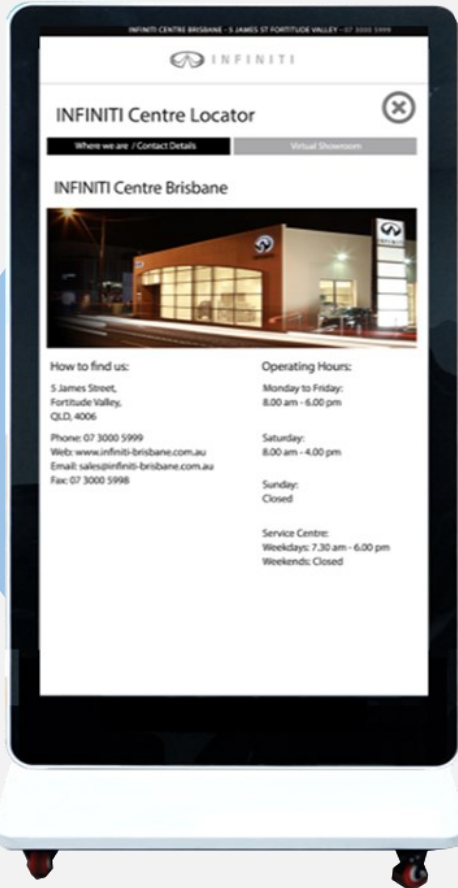 INFINITI CENTRE BRISBANE - 5 JAMES ST FORTITUDE VALLEY - 07 3000 5999
INFINITI
INFINITI Centre Locator
Where we are / Contact Details
Virtual Showroom
INFINITI Centre Brisbane
INFINITI
How to find us:
5 James Street,
Fortitude Valley,
QLD, 4006
Phone: 07 3000 5999
Web: www.infiniti-brisbane.com.au
Email: sales@infiniti-brisbane.com.au
Fax: 07 3000 5998
Operating Hours:
Monday to Friday:
8.00 am - 6.00 pm
Saturday:
8.00 am - 4.00 pm
Sunday:
Closed
Service Centre:
Weekdays: 7.30 am - 6.00 pm
Weekends: Closed